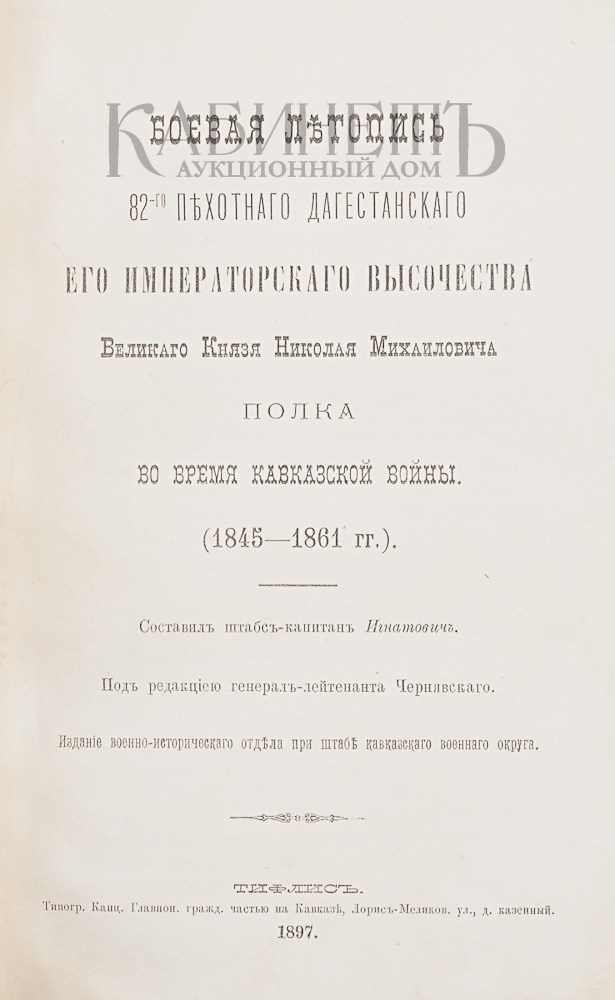 КАБИНЕТЪ
АУКЦИОННЫЙ ДОМ
БОЕВАЯ ЛѢТОПИСЬ
82-ГО ПѢХОТНАГО ДАГЕСТАНСКАГО
ЕГО ИМПЕРАТОРСКАГО ВЫСОЧЕСТВА
Великаго Князя Николая Михаиловича
ПОЛКА
ВО ВРЕМЯ КАВКАЗСКОЙ ВОЙНЫ.
(1845—1861 гг.).
Составилъ штабсъ-капитанъ Игнатовичъ.
Подъ редакціею генералъ-лейтенанта Чернявскаго.
Изданіе военно-историческаго отдѣла при штабѣ кавказскаго военнаго округа.
ТИФЛИСЪ.
Типогр. Канц. Главнон. гражд. частью на Кавказѣ, Лорисъ-Меликов. ул., д. казенный.
1897.